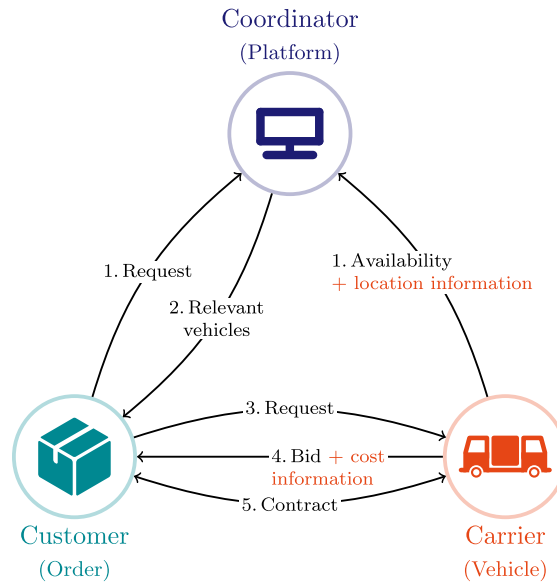 Coordinator
(Platform)
1. Request
1. Availability
+ location information
2. Relevant
vehicles
3. Request
4. Bid + cost
information
5. Contract
Customer
(Order)
Carrier
(Vehicle)